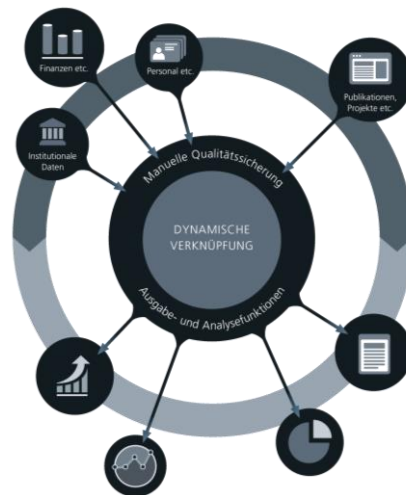 Finanzen etc.
Personal etc.
Publikationen,
Projekte etc.
Institutionale
Daten
Manuelle Qualitätssicherung
DYNAMISCHE
VERKNÜPFUNG
Ausgabe- und Analysefunktionen